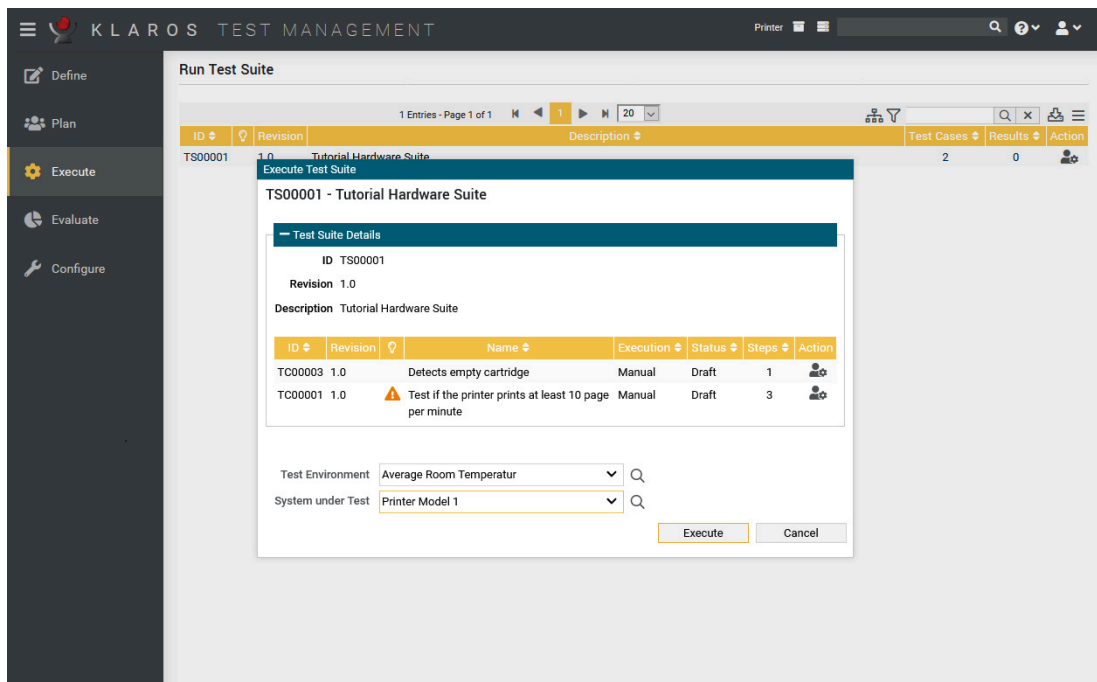 KLAROS TEST MANAGEMENT
Printer
Define
Plan
Execute
Evaluate
Configure
Run Test Suite
1 Entries - Page 1 of 1 1 20
ID Revision Description Test Cases Results Action
TS00001 1.0 Tutorial Hardware Suite 2 0
Execute Test Suite
TS00001 - Tutorial Hardware Suite
Test Suite Details
ID TS00001
Revision 1.0
Description Tutorial Hardware Suite
ID Revision Name Execution Status Steps Action
TC00003 1.0 Detects empty cartridge Manual Draft 1
TC00001 1.0 Test if the printer prints at least 10 page Manual Draft 3
per minute
Test Environment Average Room Temperatur
System under Test Printer Model 1
Execute Cancel